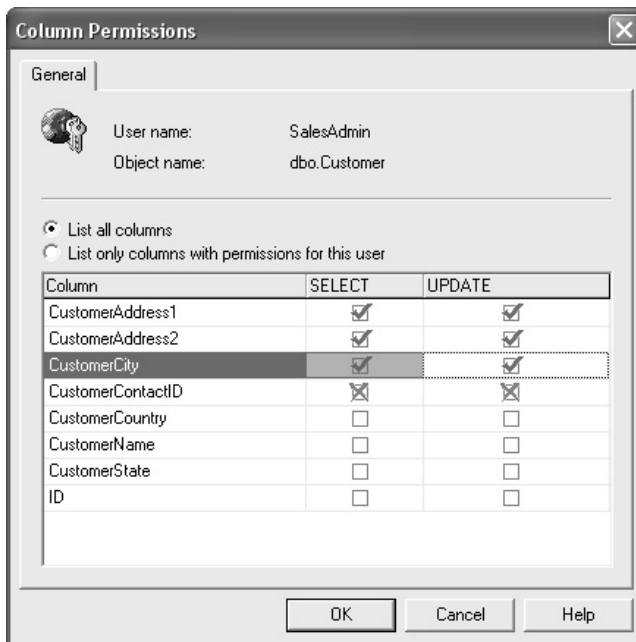 Column Permissions
General
User name: SalesAdmin
Object name: dbo.Customer
List all columns
List only columns with permissions for this user
Column SELECT UPDATE
CustomerAddress1
CustomerAddress2
CustomerCity
CustomerContactID
CustomerCountry
CustomerName
CustomerState
ID
OK Cancel Help